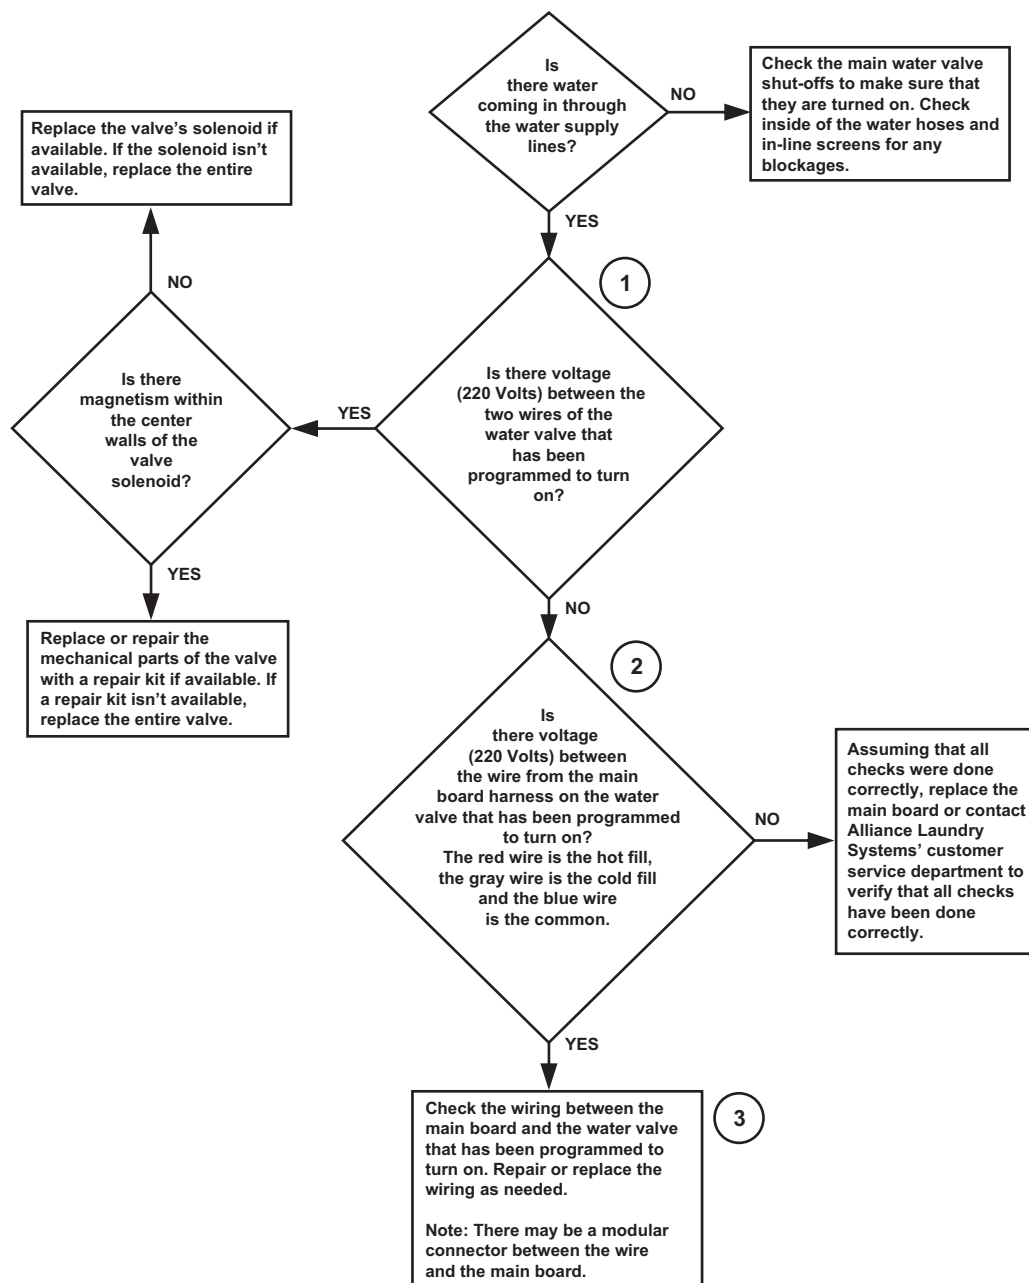 Is
there water
coming in through
the water supply
lines?
NO
Check the main water valve
shut-offs to make sure that
they are turned on. Check
inside of the water hoses and
in-line screens for any
blockages.
YES
1
Is there voltage
(220 Volts) between the
two wires of the
water valve that
has been
programmed to turn
on?
YES
Is there
magnetism within
the center
walls of the
valve
solenoid?
NO
Replace the valve's solenoid if
available. If the solenoid isn't
available, replace the entire
valve.
YES
Replace or repair the
mechanical parts of the valve
with a repair kit if available. If
a repair kit isn't available,
replace the entire valve.
NO
2
Is
there voltage
(220 Volts) between
the wire from the main
board harness on the water
valve that has been programmed
to turn on?
The red wire is the hot fill,
the gray wire is the cold fill
and the blue wire
is the common.
NO
Assuming that all
checks were done
correctly, replace the
main board or contact
Alliance Laundry
Systems' customer
service department to
verify that all checks
have been done
correctly.
YES
3
Check the wiring between the
main board and the water valve
that has been programmed to
turn on. Repair or replace the
wiring as needed.
Note: There may be a modular
connector between the wire
and the main board.